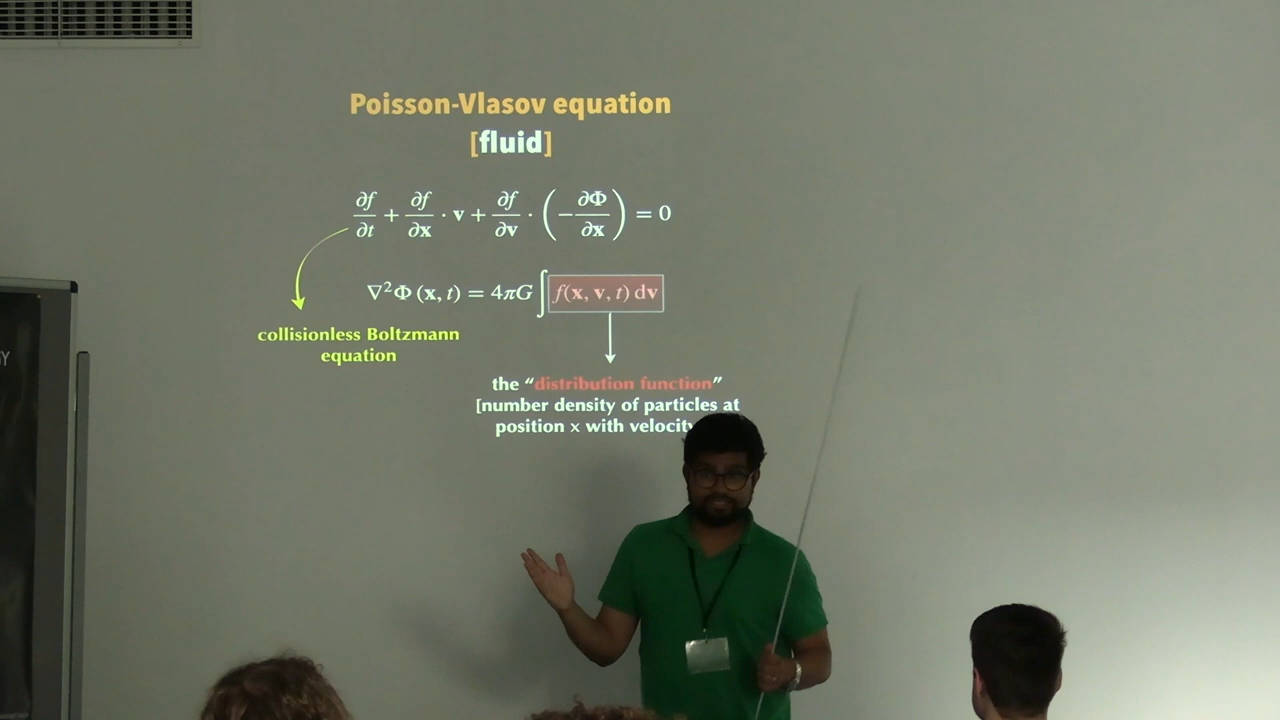 Poisson-Vlasov equation
[fluid]
∂f/∂t + ∂f/∂x · v + ∂f/∂v · (−∂Φ/∂x) = 0
∇²Φ (x, t) = 4πG ∫ f(x, v, t) dv
collisionless Boltzmann
equation
the “distribution function”
[number density of particles at
position x with velocity